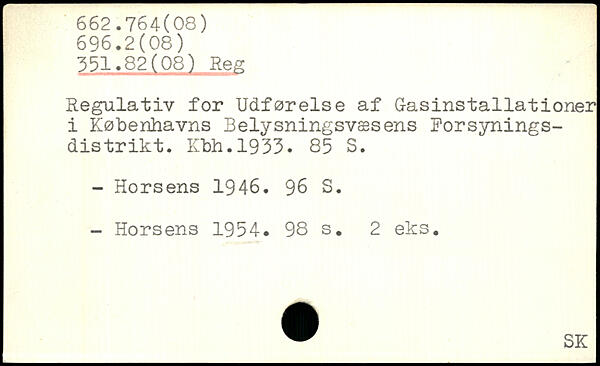 662.764(08)
696.2(08)
351.82(08) Reg
Regulativ for Udførelse af Gasinstallationer
i Københavns Belysningsvæsens Forsynings-
distrikt. Kbh.1933. 85 S.
- Horsens 1946. 96 S.
- Horsens 1954. 98 s. 2 eks.
SK